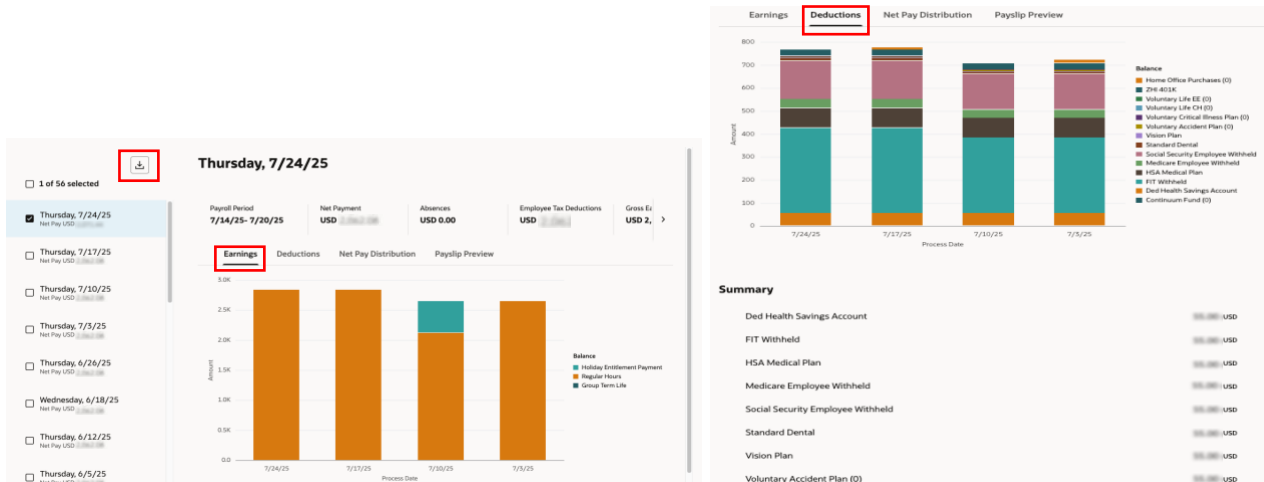 1 of 56 selected
Thursday, 7/24/25
Net Pay USD
Thursday, 7/17/25
Net Pay USD
Thursday, 7/10/25
Net Pay USD
Thursday, 7/3/25
Net Pay USD
Thursday, 6/26/25
Net Pay USD
Wednesday, 6/18/25
Net Pay USD
Thursday, 6/12/25
Net Pay USD
Thursday, 6/5/25
Net Pay USD
Thursday, 7/24/25
Payroll Period
7/14/25- 7/20/25
Net Payment
USD
Absences
USD 0.00
Employee Tax Deductions
USD
Gross Ea
USD 2,
Earnings Deductions Net Pay Distribution Payslip Preview
5.0K
2.5K
2.0K
1.5K
1.0K
0.5K
0.0
Amount
7/24/25 7/17/25 7/10/25 7/3/25
Process Date
Balance
Holiday Entitlement Payment
Regular Hours
Group Term Life
Earnings Deductions Net Pay Distribution Payslip Preview
800
700
600
500
400
300
200
100
0
Amount
7/24/25 7/17/25 7/10/25 7/3/25
Process Date
Balance
Home Office Purchases (0)
ZHI-401K
Voluntary Life EE (0)
Voluntary Life CH (0)
Voluntary Critical Illness Plan (0)
Voluntary Accident Plan (0)
Vision Plan
Standard Dental
Social Security Employee Withheld
Medicare Employee Withheld
HSA Medical Plan
FIT Withheld
Ded Health Savings Account
Continuum Fund (0)
Summary
Ded Health Savings Account USD
FIT Withheld USD
HSA Medical Plan USD
Medicare Employee Withheld USD
Social Security Employee Withheld USD
Standard Dental USD
Vision Plan USD
Voluntary Accident Plan (0) USD